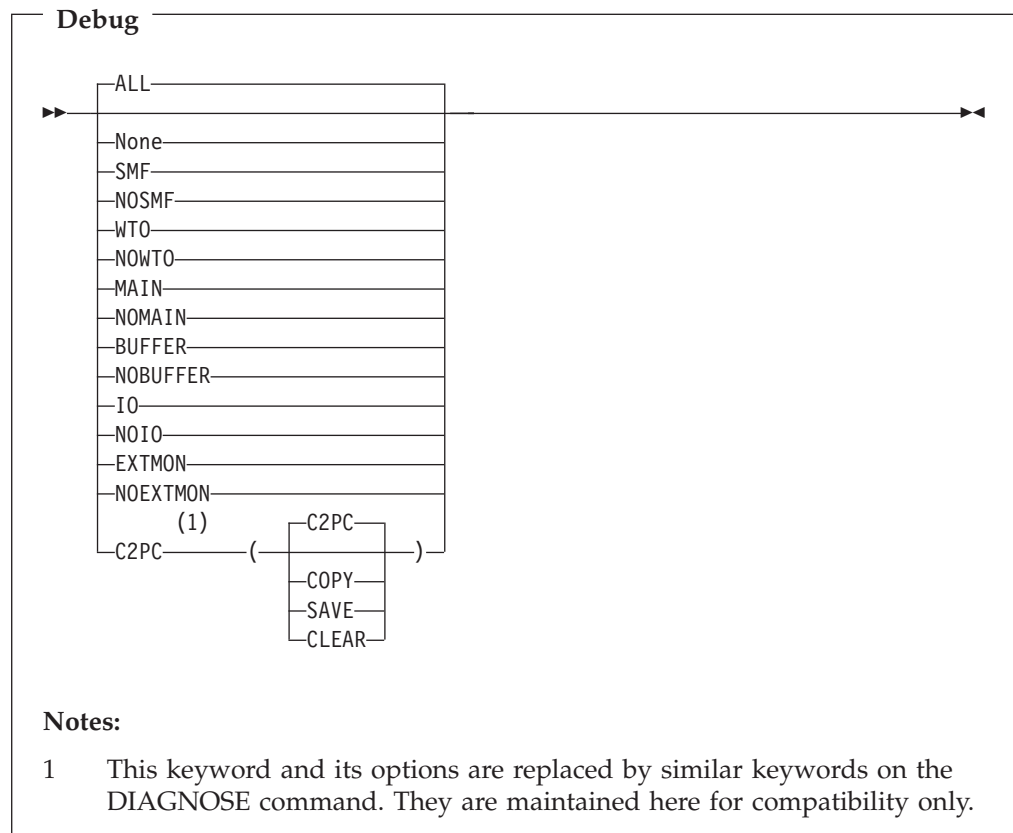 Debug
ALL
None
SMF
NOSMF
WTO
NOWTO
MAIN
NOMAIN
BUFFER
NOBUFFER
IO
NOIO
EXTMON
NOEXTMON
(1) C2PC
C2PC ( )
COPY
SAVE
CLEAR
Notes:
1 This keyword and its options are replaced by similar keywords on the
DIAGNOSE command. They are maintained here for compatibility only.